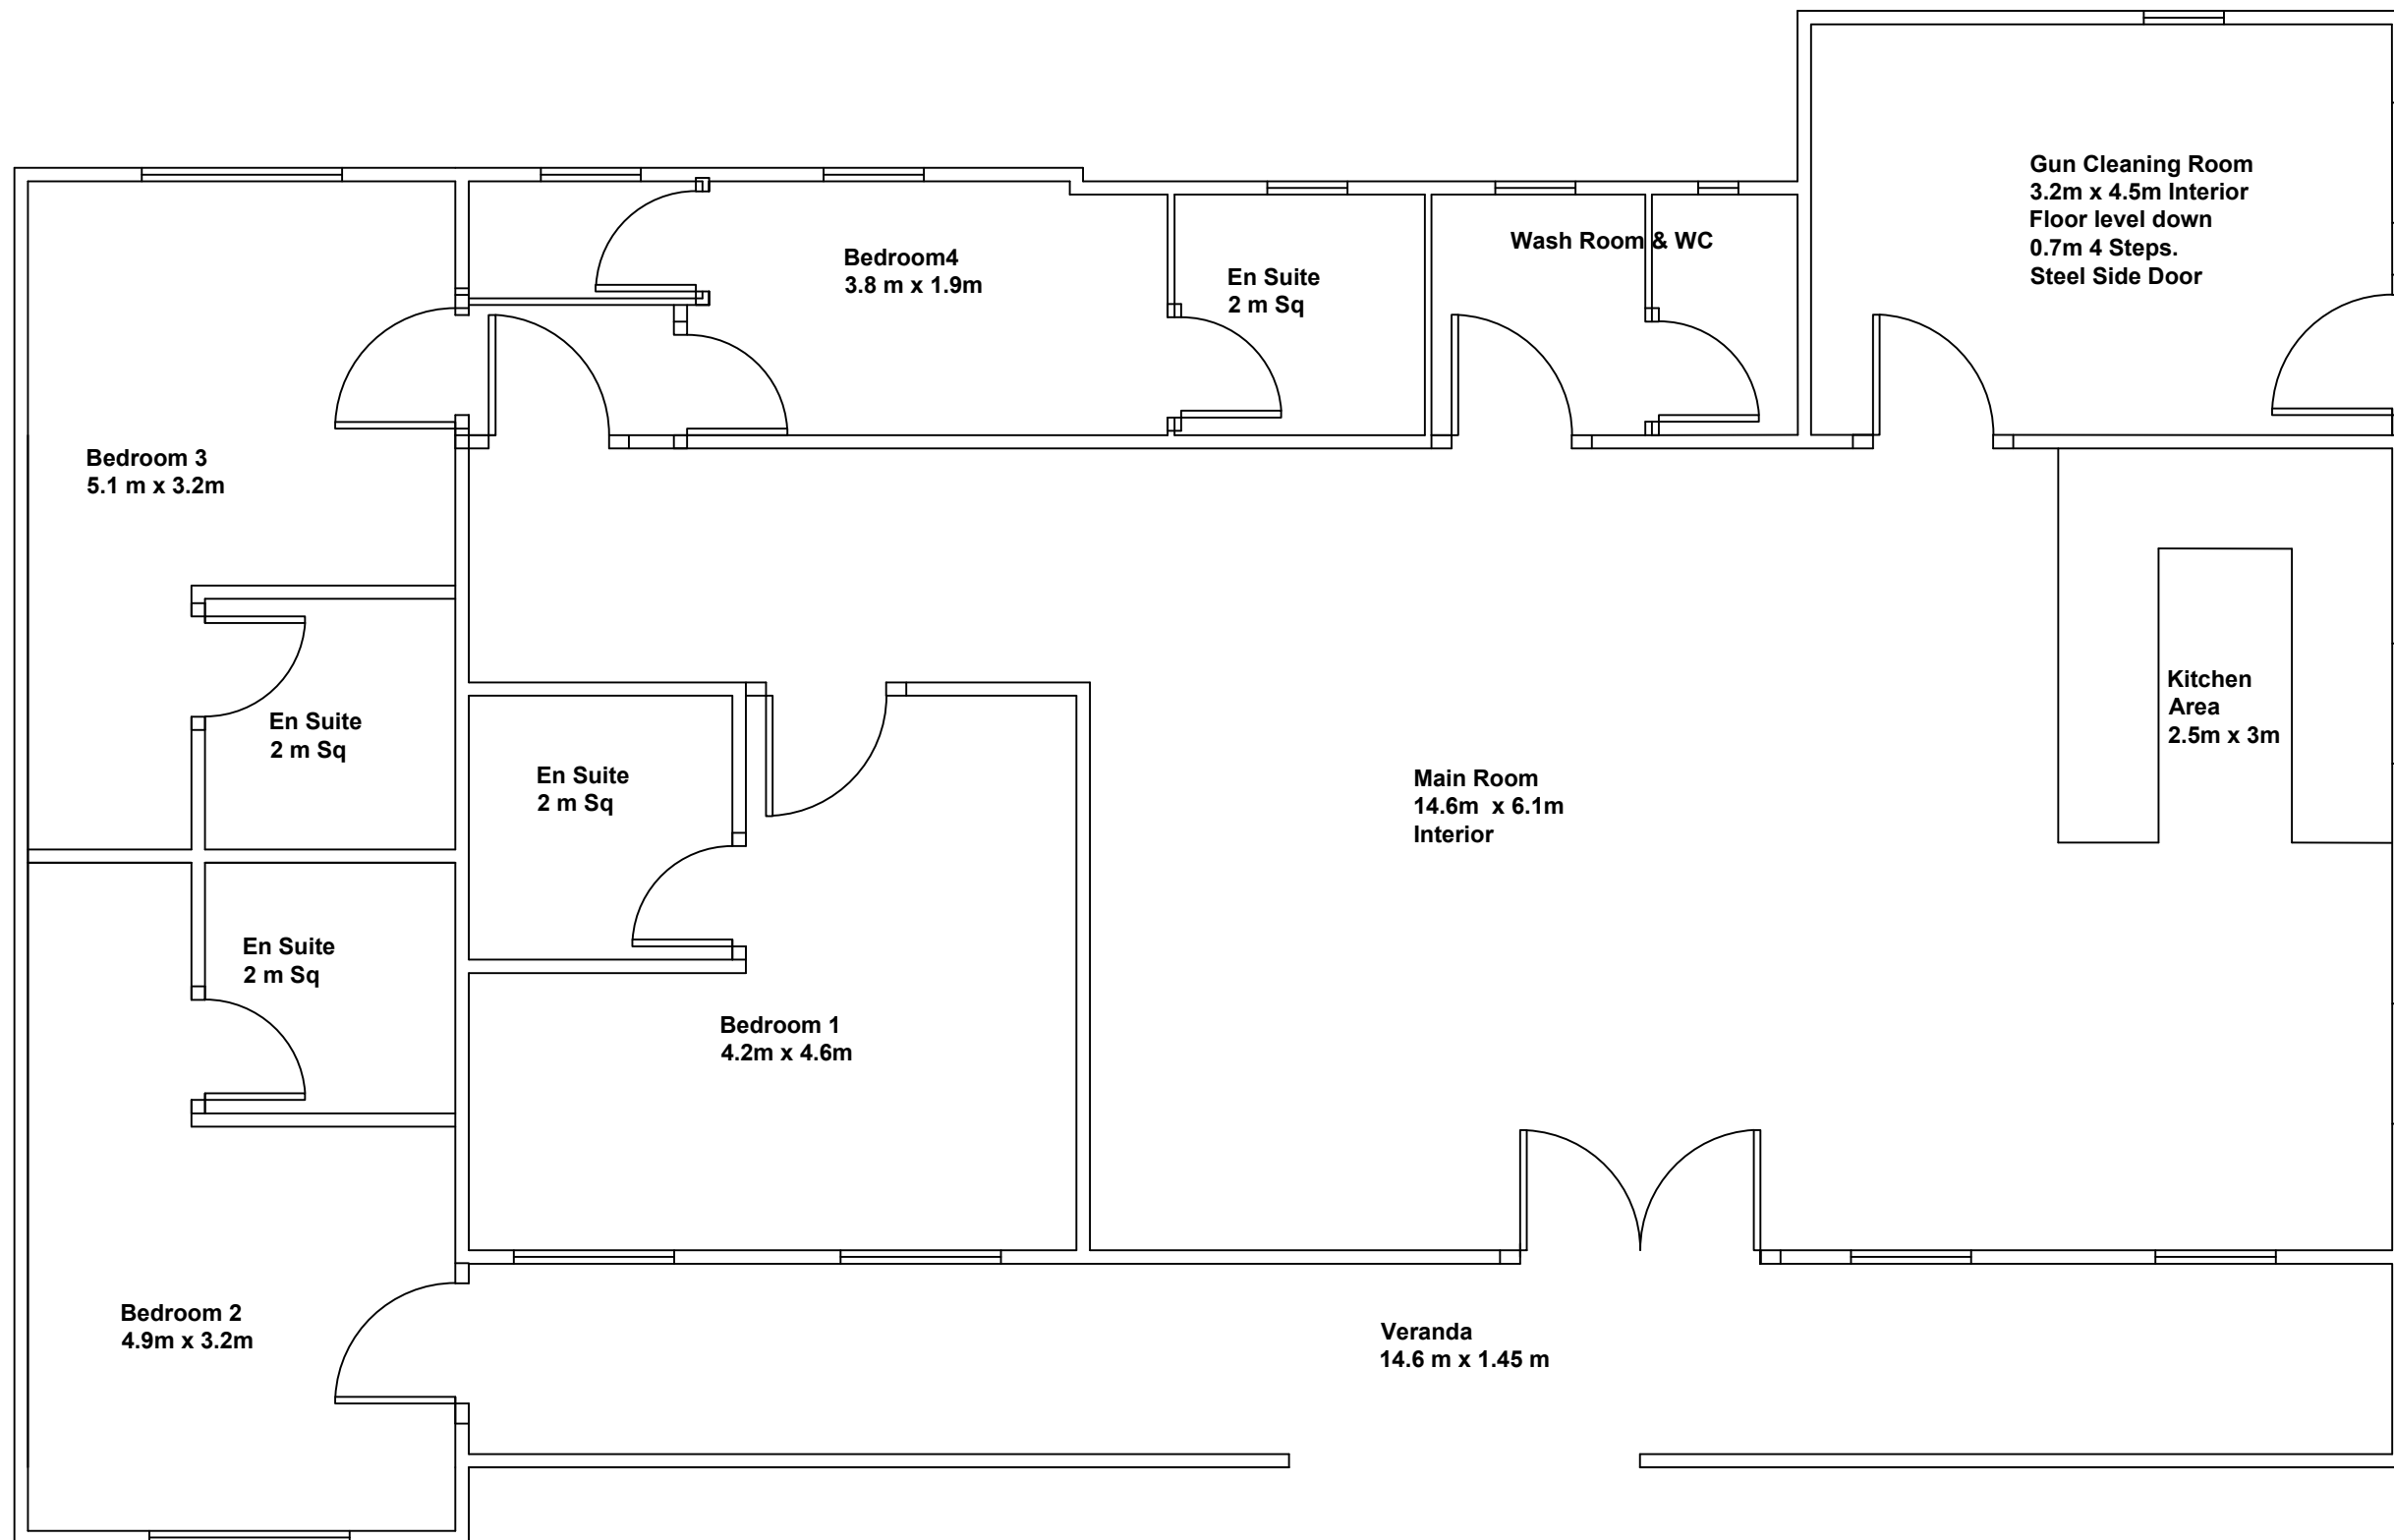 Gun Cleaning Room
3.2m x 4.5m Interior
Floor level down
0.7m 4 Steps.
Steel Side Door
Wash Room & WC
Bedroom4
3.8 m x 1.9m
En Suite
2 m Sq
Bedroom 3
5.1 m x 3.2m
En Suite
2 m Sq
En Suite
2 m Sq
Kitchen
Area
2.5m x 3m
Main Room
14.6m  x 6.1m
Interior
En Suite
2 m Sq
Bedroom 1
4.2m x 4.6m
Bedroom 2
4.9m x 3.2m
Veranda
14.6 m x 1.45 m